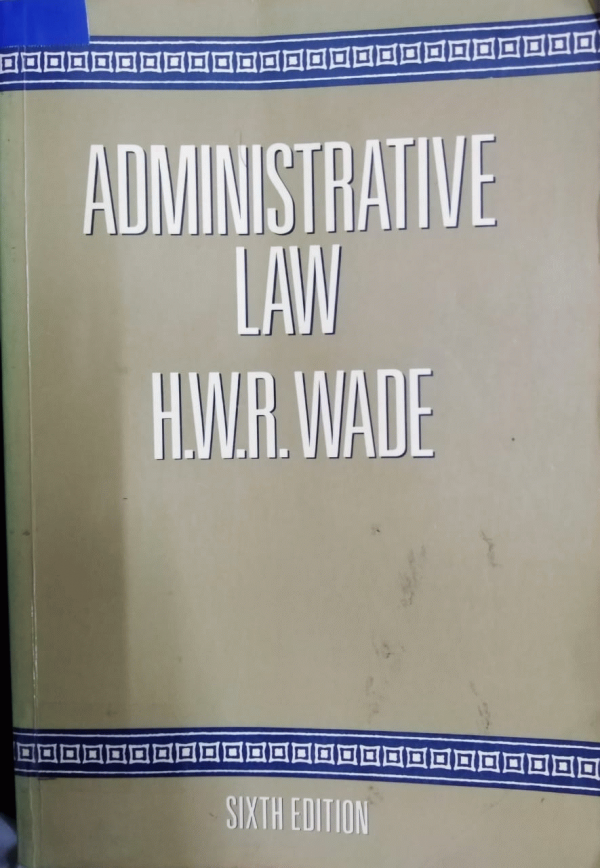 ADMINISTRATIVE
LAW
H.W.R. WADE
SIXTH EDITION